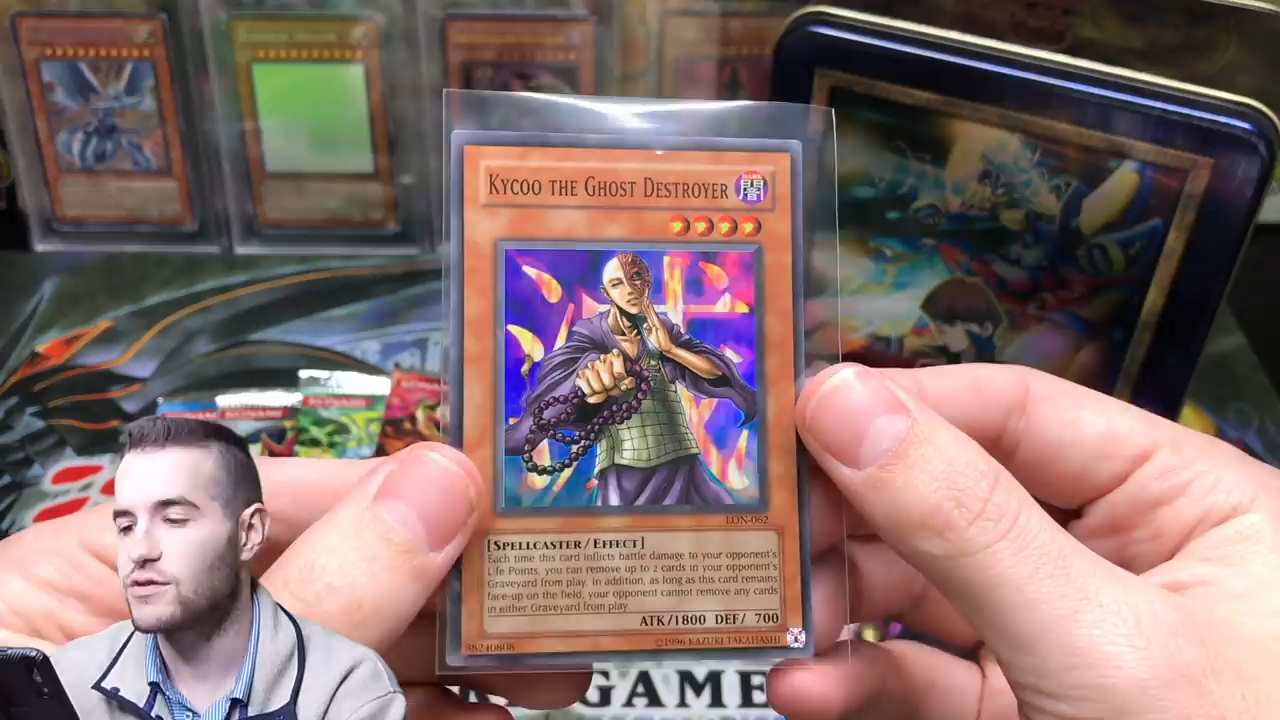 KYCOO THE GHOST DESTROYER
DARK
闇
LON-062
[SPELLCASTER / EFFECT]
Each time this card inflicts battle damage to your opponent's
Life Points, you can remove up to 2 cards in your opponent's
Graveyard from play. In addition, as long as this card remains
face-up on the field, your opponent cannot remove any cards
in either Graveyard from play.
ATK/1800 DEF/ 700
88240808
©1996 KAZUKI TAKAHASHI
KONAMI
GAME